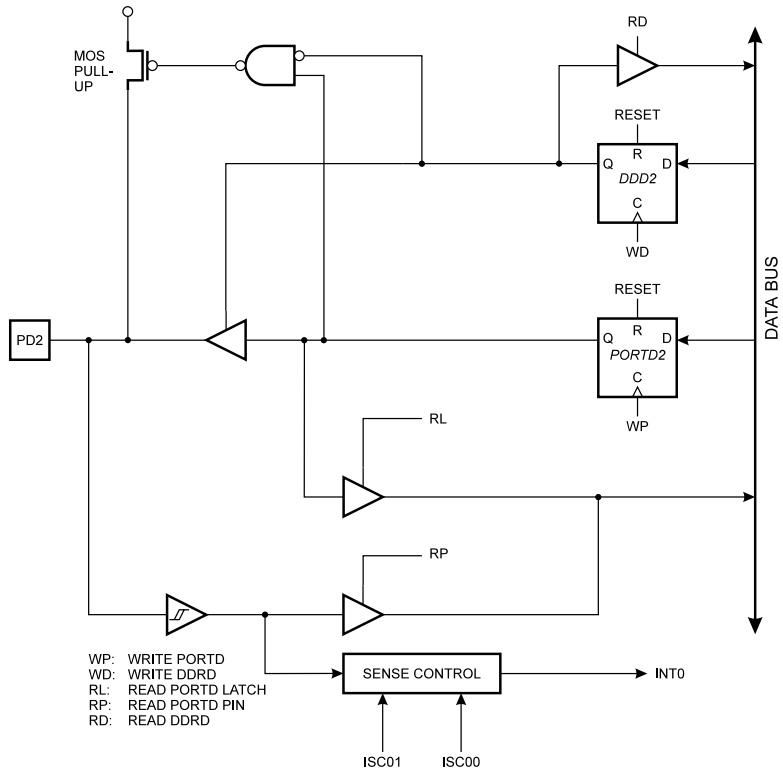 MOS
PULL-
UP
RD
RESET
R
Q
D
DDD2
C
WD
RESET
R
Q
D
PORTD2
C
WP
DATA BUS
PD2
RL
RP
WP: WRITE PORTD
WD: WRITE DDRD
RL: READ PORTD LATCH
RP: READ PORTD PIN
RD: READ DDRD
SENSE CONTROL
INT0
ISC01
ISC00